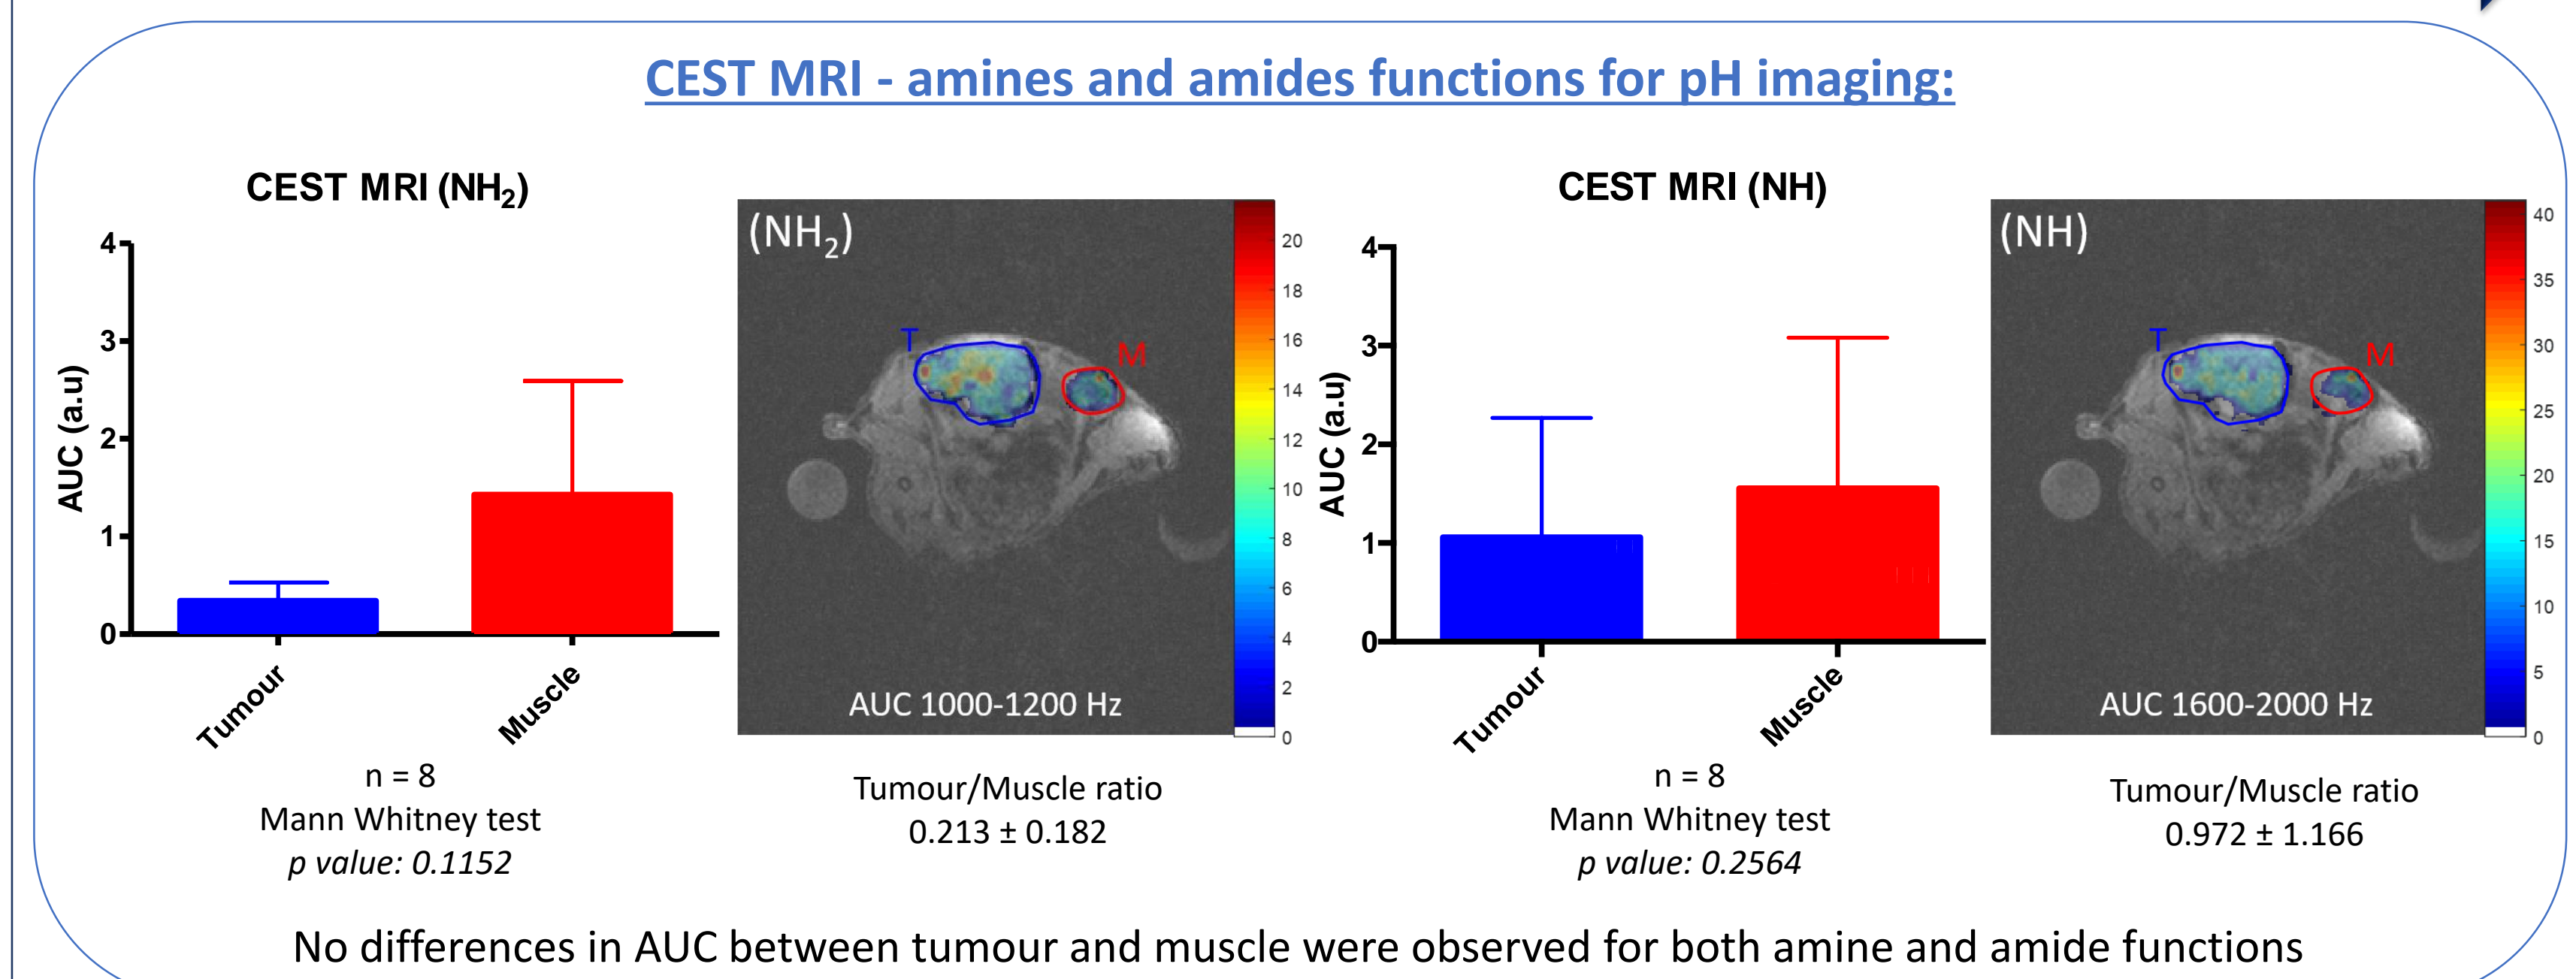 CEST MRI - amines and amides functions for pH imaging:
CEST MRI (NH₂)
4
3
2
1
0
AUC (a.u)
Tumour
Muscle
n = 8
Mann Whitney test
p value: 0.1152
(NH₂)
T
M
AUC 1000-1200 Hz
20
18
16
14
12
10
8
6
4
2
0
Tumour/Muscle ratio
0.213 ± 0.182
CEST MRI (NH)
4
3
2
1
0
AUC (a.u)
Tumour
Muscle
n = 8
Mann Whitney test
p value: 0.2564
(NH)
T
M
AUC 1600-2000 Hz
40
35
30
25
20
15
10
5
0
Tumour/Muscle ratio
0.972 ± 1.166
No differences in AUC between tumour and muscle were observed for both amine and amide functions